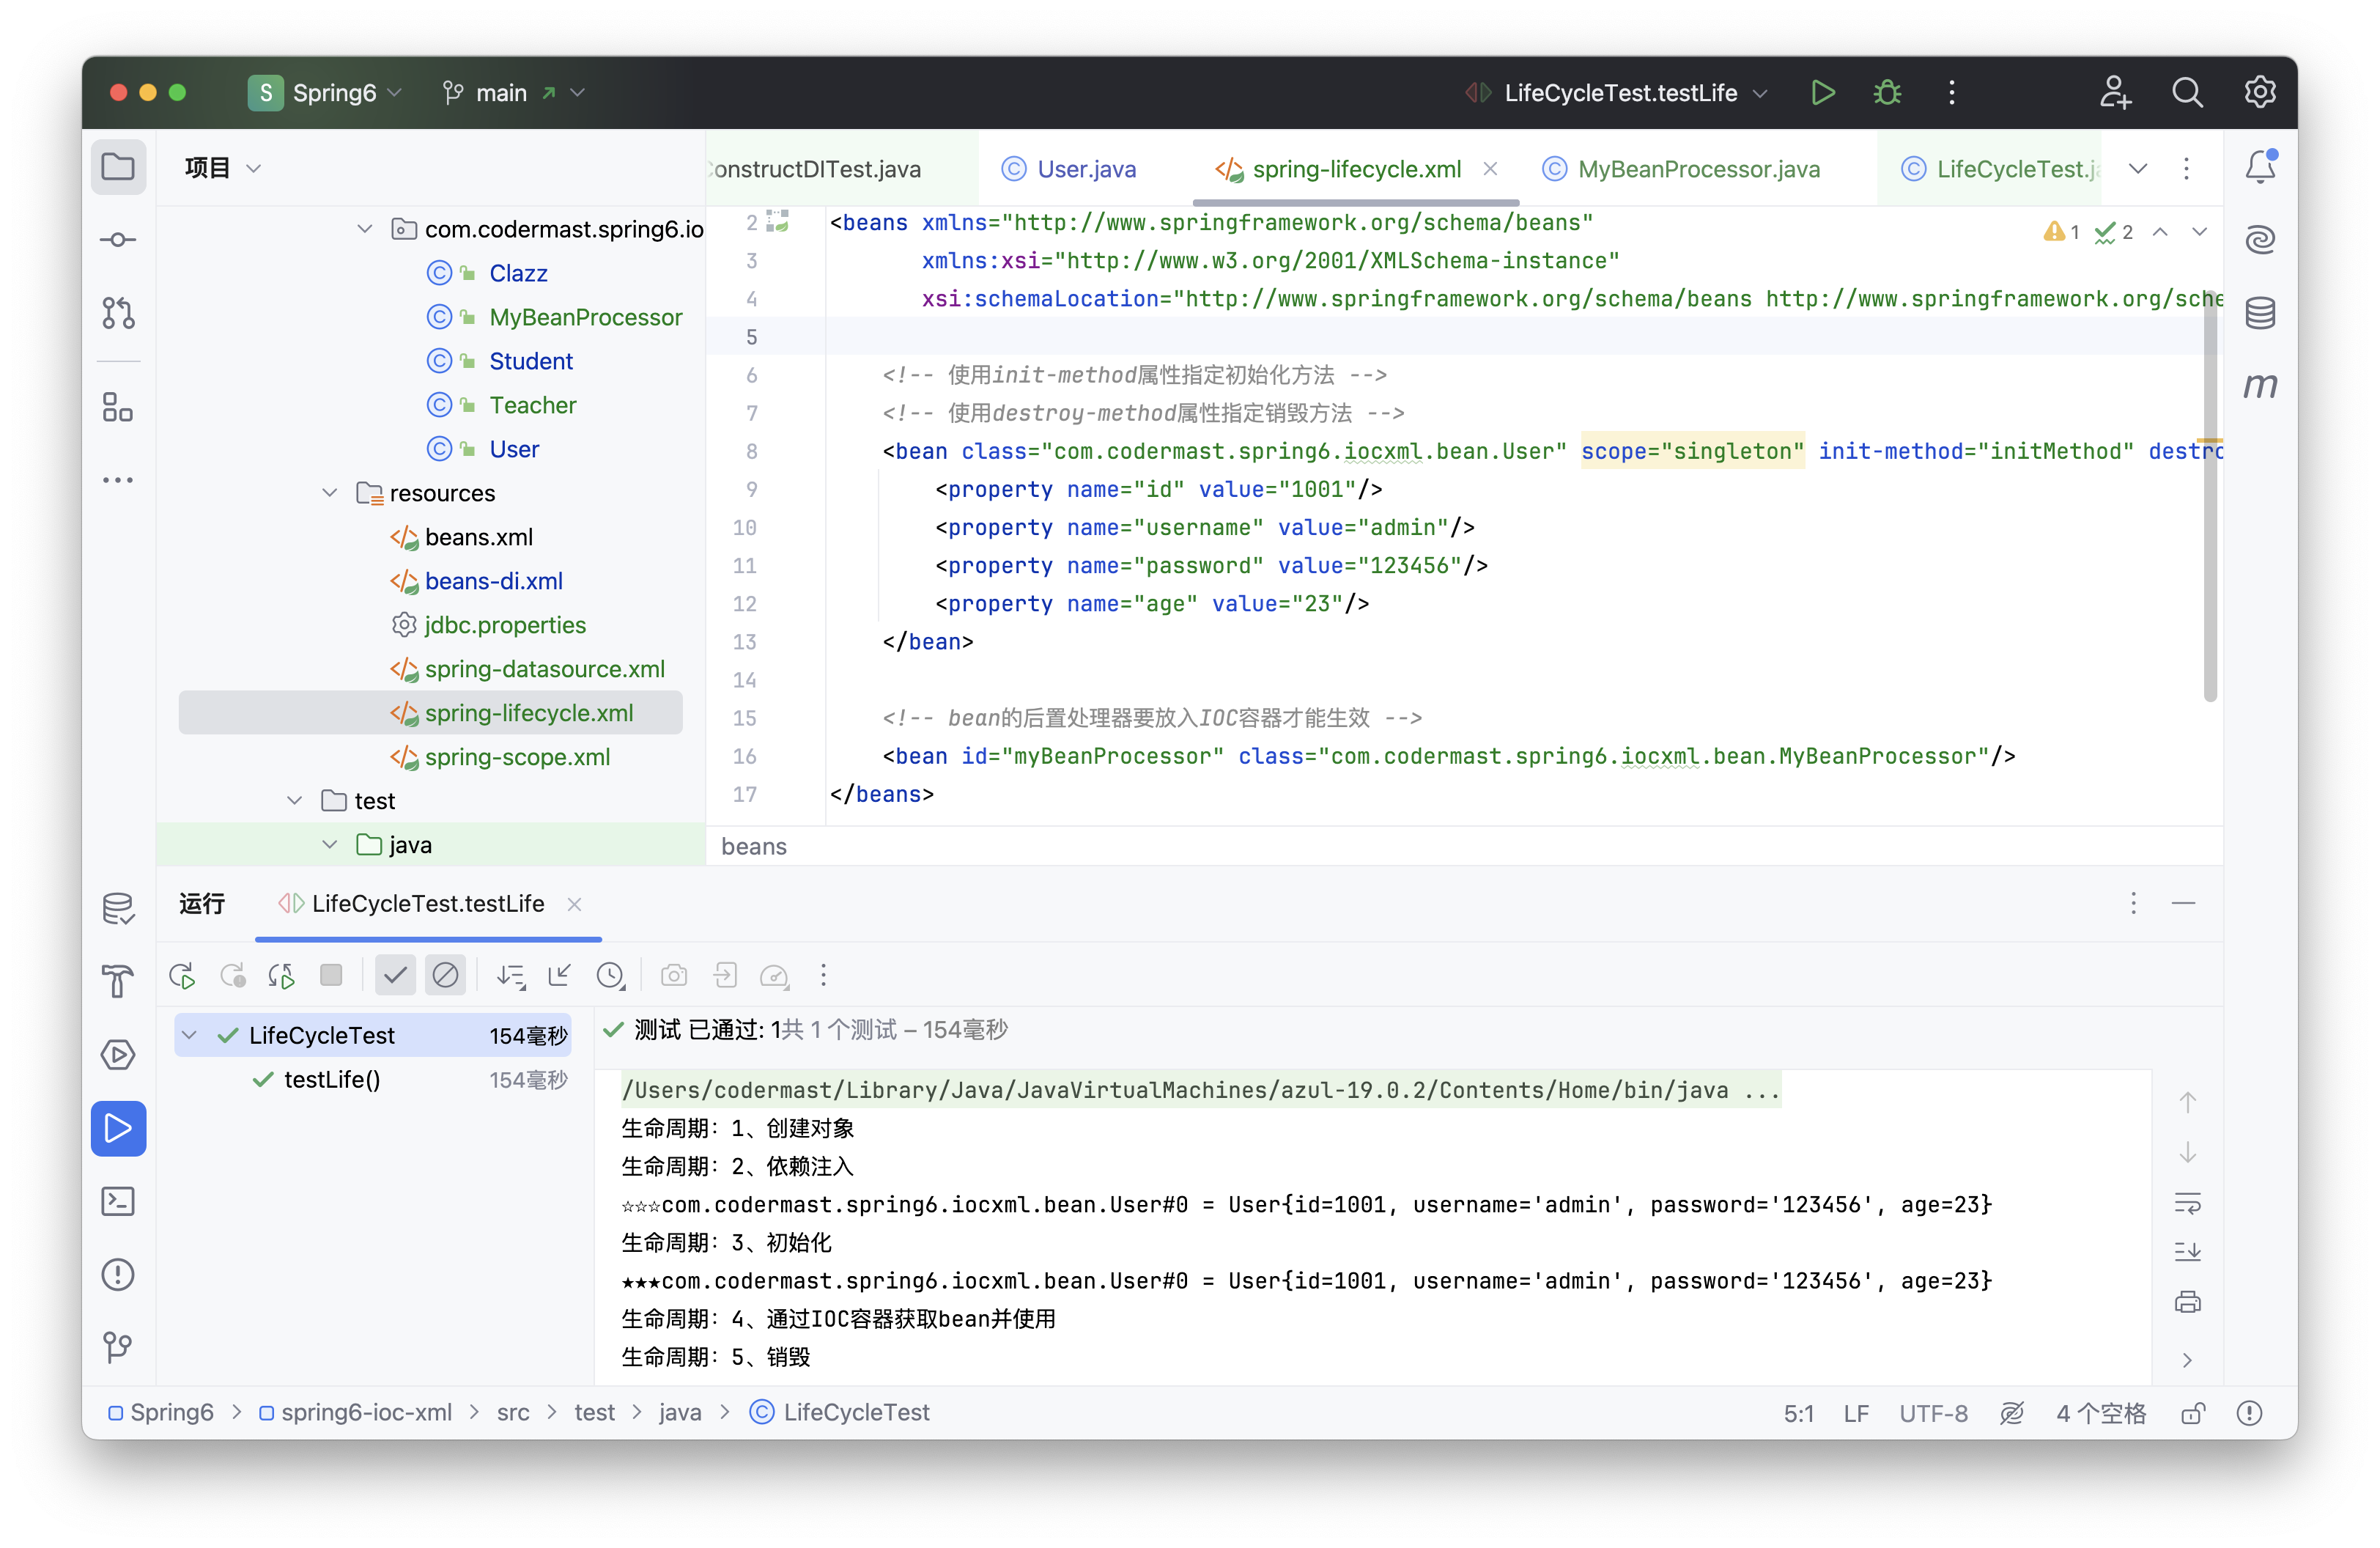 S Spring6 main LifeCycleTest.testLife
项目
onstructDITest.java User.java spring-lifecycle.xml MyBeanProcessor.java LifeCycleTest.ja
com.codermast.spring6.io
Clazz
MyBeanProcessor
Student
Teacher
User
resources
beans.xml
beans-di.xml
jdbc.properties
spring-datasource.xml
spring-lifecycle.xml
spring-scope.xml
test
java
1 2
2 <beans xmlns="http://www.springframework.org/schema/beans"
3 xmlns:xsi="http://www.w3.org/2001/XMLSchema-instance"
4 xsi:schemaLocation="http://www.springframework.org/schema/beans http://www.springframework.org/sche
5
6 <!-- 使用init-method属性指定初始化方法 -->
7 <!-- 使用destroy-method属性指定销毁方法 -->
8 <bean class="com.codermast.spring6.iocxml.bean.User" scope="singleton" init-method="initMethod" destro
9 <property name="id" value="1001"/>
10 <property name="username" value="admin"/>
11 <property name="password" value="123456"/>
12 <property name="age" value="23"/>
13 </bean>
14
15 <!-- bean的后置处理器要放入IOC容器才能生效 -->
16 <bean id="myBeanProcessor" class="com.codermast.spring6.iocxml.bean.MyBeanProcessor"/>
17 </beans>
beans
m
运行 LifeCycleTest.testLife
LifeCycleTest 154毫秒
testLife() 154毫秒
测试 已通过: 1共 1 个测试 – 154毫秒
/Users/codermast/Library/Java/JavaVirtualMachines/azul-19.0.2/Contents/Home/bin/java ...
生命周期：1、创建对象
生命周期：2、依赖注入
☆☆☆com.codermast.spring6.iocxml.bean.User#0 = User{id=1001, username='admin', password='123456', age=23}
生命周期：3、初始化
★★★com.codermast.spring6.iocxml.bean.User#0 = User{id=1001, username='admin', password='123456', age=23}
生命周期：4、通过IOC容器获取bean并使用
生命周期：5、销毁
Spring6 > spring6-ioc-xml > src > test > java > LifeCycleTest
5:1 LF UTF-8 4 个空格